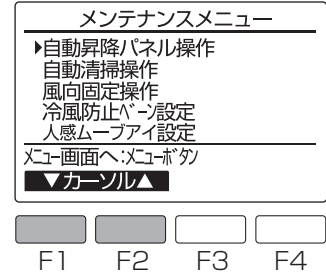 メンテナンスメニュー
▶自動昇降パネル操作
自動清掃操作
風向固定操作
冷風防止ベーン設定
人感ムーブアイ設定
メニュー画面へ:メニューボタン
▼カーソル▲
F1 F2 F3 F4